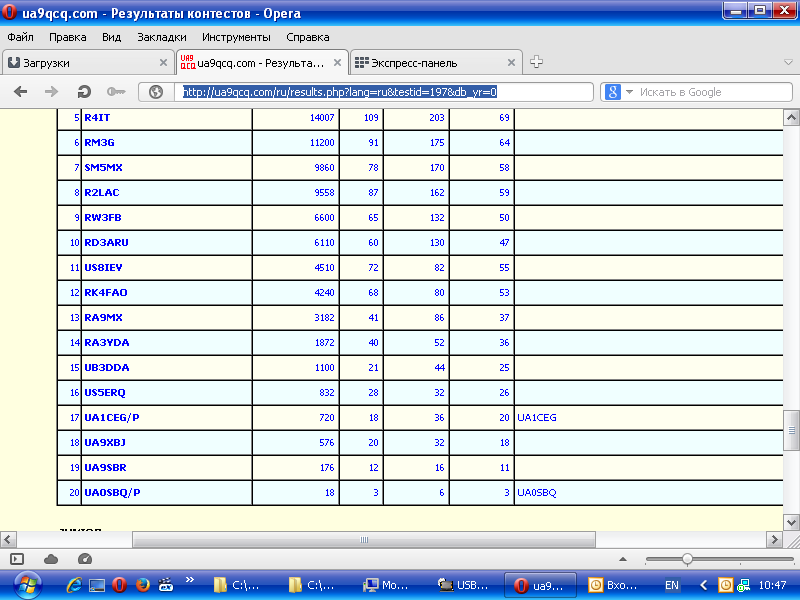 ua9qcq.com - Результаты контестов - Opera
Файл Правка Вид Закладки Инструменты Справка
Загрузки ua9qcq.com - Результа... Экспресс-панель
http://ua9qcq.com/ru/results.php?lang=ru&testid=197&db_yr=0 Искать в Google
5 R4IT 14007 109 203 69
6 RM3G 11200 91 175 64
7 SM5MX 9860 78 170 58
8 R2LAC 9558 87 162 59
9 RW3FB 6600 65 132 50
10 RD3ARU 6110 60 130 47
11 US8IEV 4510 72 82 55
12 RK4FAO 4240 68 80 53
13 RA9MX 3182 41 86 37
14 RA3YDA 1872 40 52 36
15 UB3DDA 1100 21 44 25
16 US5ERQ 832 28 32 26
17 UA1CEG/P 720 18 36 20 UA1CEG
18 UA9XBJ 576 20 32 18
19 UA9SBR 176 12 16 11
20 UA0SBQ/P 18 3 6 3 UA0SBQ
C:\... C:\... Mo... USB... ua9... Вхо... EN 10:47